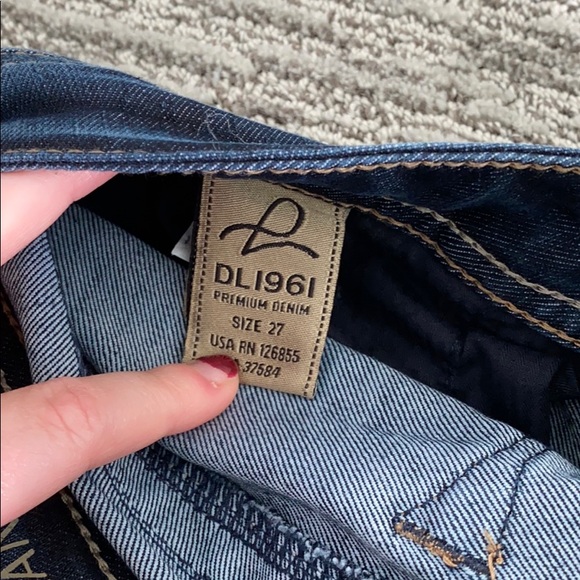 DL1961
PREMIUM DENIM
SIZE 27
USA RN 126855
37584